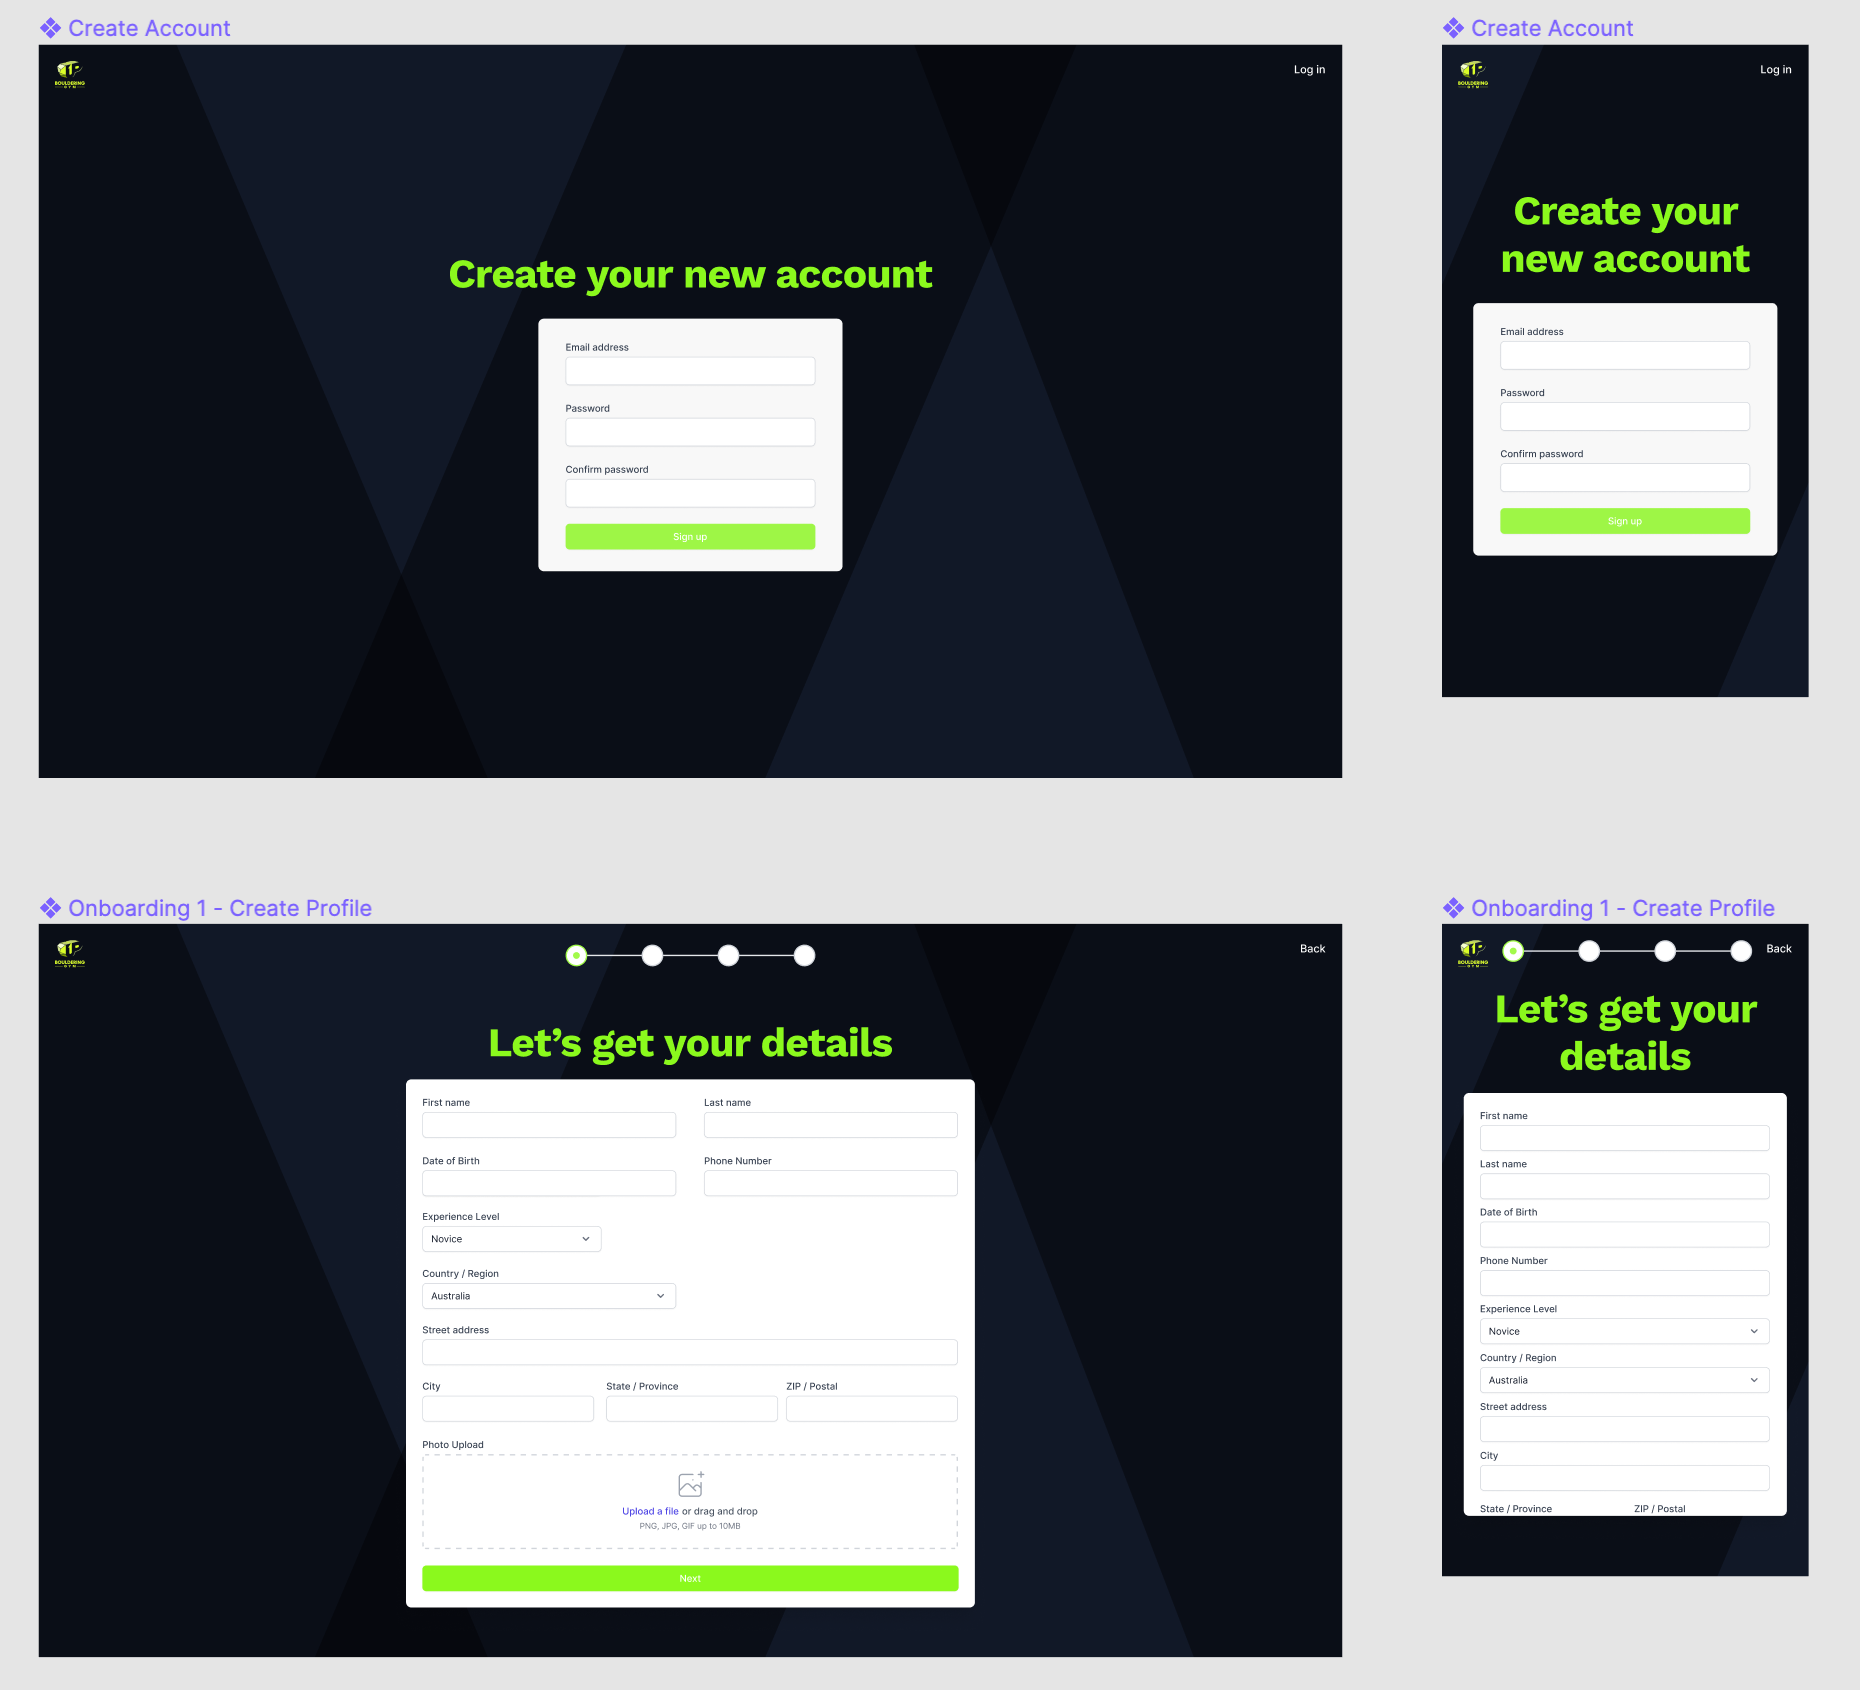 Create Account
BOULDERING
GYM
Log in
Create your new account
Email address
Password
Confirm password
Sign up
Create Account
BOULDERING
GYM
Log in
Create your
new account
Email address
Password
Confirm password
Sign up
Onboarding 1 - Create Profile
BOULDERING
GYM
Back
Let’s get your details
First name
Last name
Date of Birth
Phone Number
Experience Level
Novice
Country / Region
Australia
Street address
City
State / Province
ZIP / Postal
Photo Upload
Upload a file or drag and drop
PNG, JPG, GIF up to 10MB
Next
Onboarding 1 - Create Profile
BOULDERING
GYM
Back
Let’s get your
details
First name
Last name
Date of Birth
Phone Number
Experience Level
Novice
Country / Region
Australia
Street address
City
State / Province
ZIP / Postal